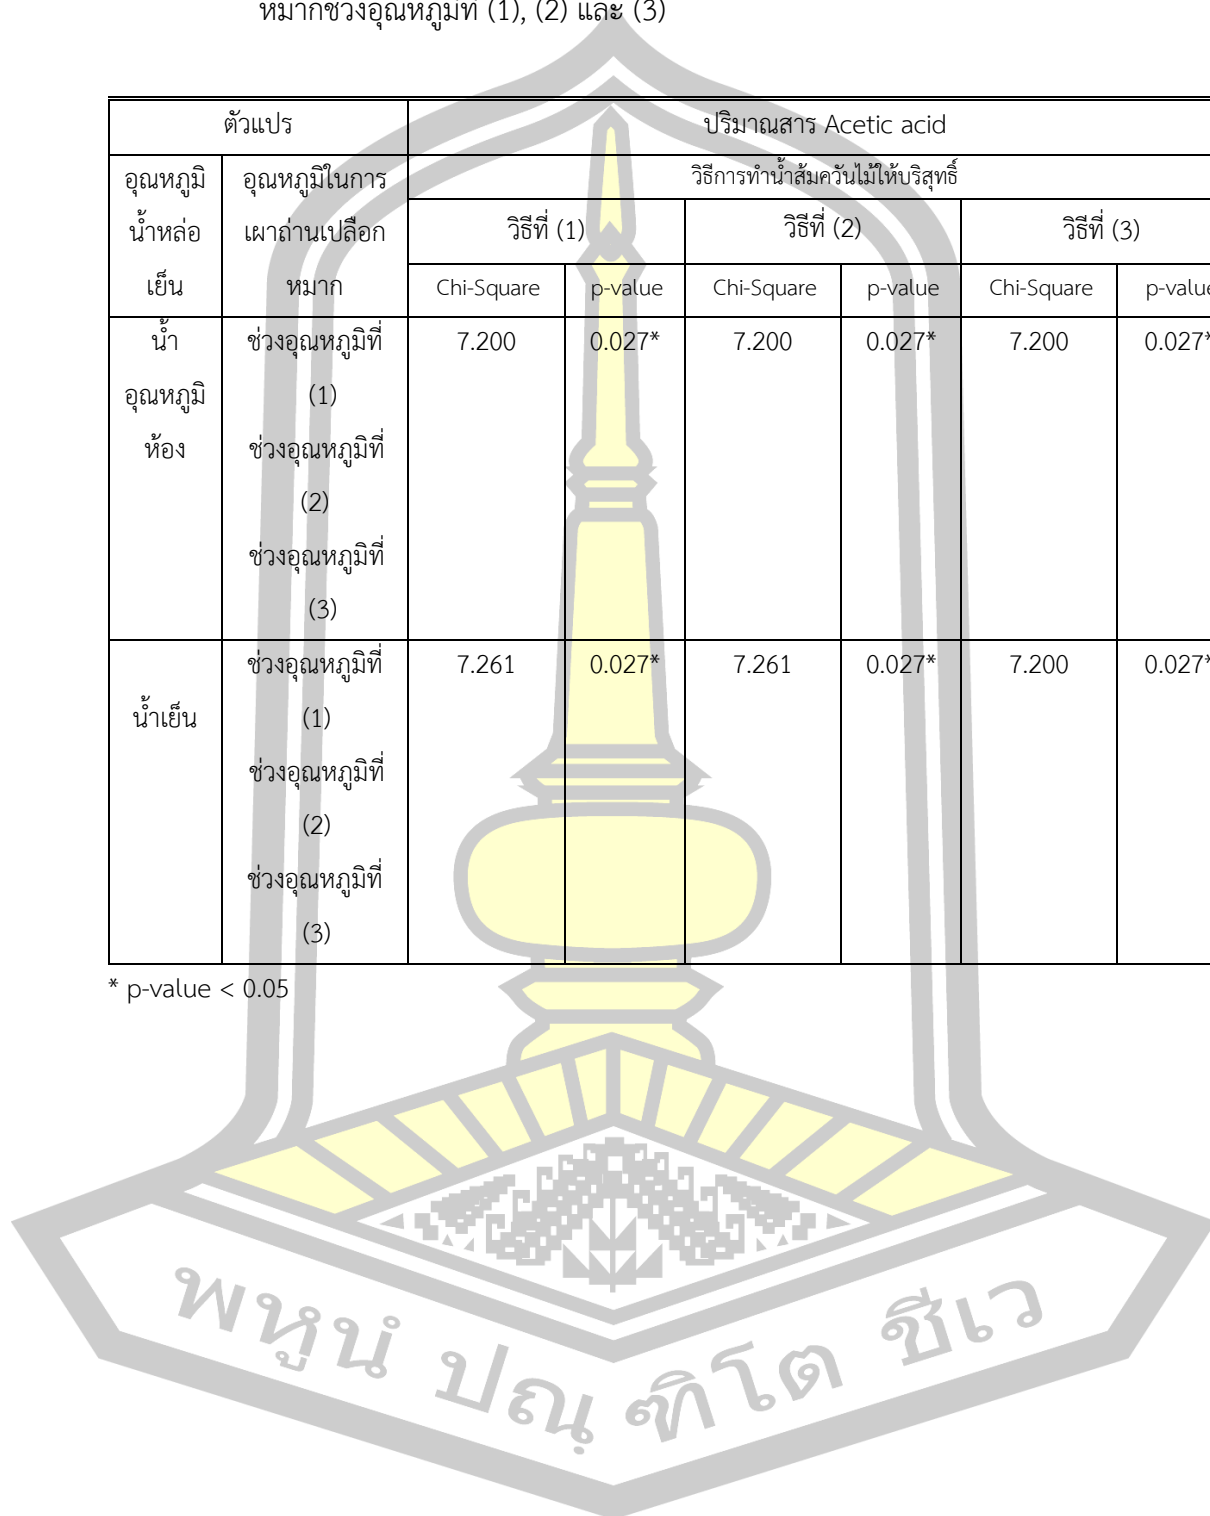 หมากช่วงอุณหภูมิที่ (1), (2) และ (3)
ตัวแปร ปริมาณสาร Acetic acid
อุณหภูมิ อุณหภูมิในการ วิธีการทำน้ำส้มควันไม้ให้บริสุทธิ์
น้ำหล่อ เผาถ่านเปลือก วิธีที่ (1) วิธีที่ (2) วิธีที่ (3)
เย็น หมาก Chi-Square p-value Chi-Square p-value Chi-Square p-value
น้ำ ช่วงอุณหภูมิที่ 7.200 0.027* 7.200 0.027* 7.200 0.027*
อุณหภูมิ (1)
ห้อง ช่วงอุณหภูมิที่
(2)
ช่วงอุณหภูมิที่
(3)
ช่วงอุณหภูมิที่ 7.261 0.027* 7.261 0.027* 7.200 0.027*
น้ำเย็น (1)
ช่วงอุณหภูมิที่
(2)
ช่วงอุณหภูมิที่
(3)
* p-value < 0.05
พหูนํ ปณฺฑิโต ชีเว